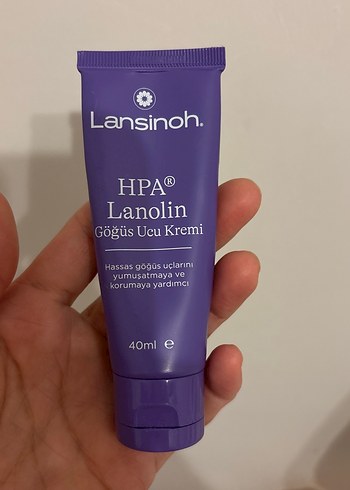 Lansinoh.
HPA®
Lanolin
Göğüs Ucu Kremi
Hassas göğüs uçlarını
yumuşatmaya ve
korumaya yardımcı
40ml ℮